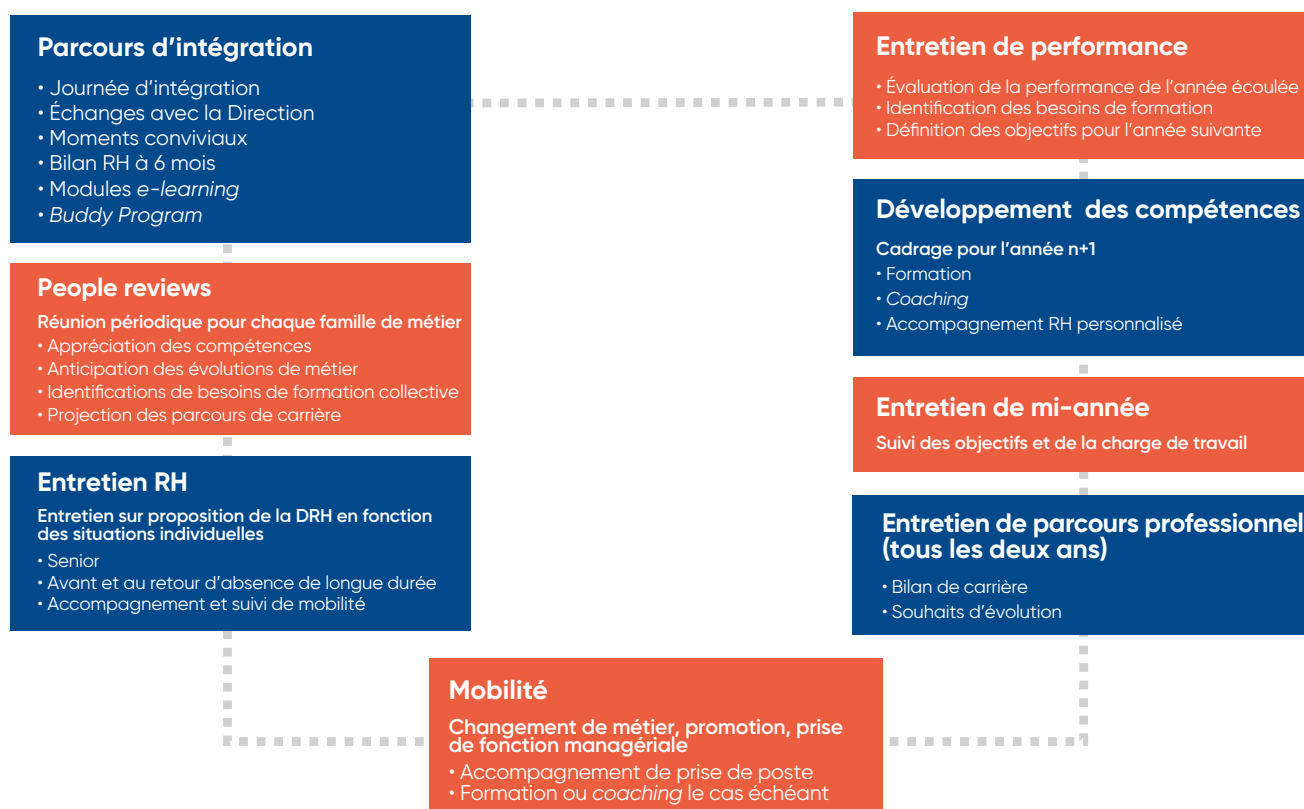 Parcours d'intégration
• Journée d'intégration
• Échanges avec la Direction
• Moments conviviaux
• Bilan RH à 6 mois
• Modules e-learning
• Buddy Program
People reviews
Réunion périodique pour chaque famille de métier
• Appréciation des compétences
• Anticipation des évolutions de métier
• Identifications de besoins de formation collective
• Projection des parcours de carrière
Entretien RH
Entretien sur proposition de la DRH en fonction
des situations individuelles
• Senior
• Avant et au retour d'absence de longue durée
• Accompagnement et suivi de mobilité
Entretien de performance
• Évaluation de la performance de l'année écoulée
• Identification des besoins de formation
• Définition des objectifs pour l'année suivante
Développement des compétences
Cadrage pour l'année n+1
• Formation
• Coaching
• Accompagnement RH personnalisé
Entretien de mi-année
Suivi des objectifs et de la charge de travail
Entretien de parcours professionnel
(tous les deux ans)
• Bilan de carrière
• Souhaits d'évolution
Mobilité
Changement de métier, promotion, prise
de fonction managériale
• Accompagnement de prise de poste
• Formation ou coaching le cas échéant